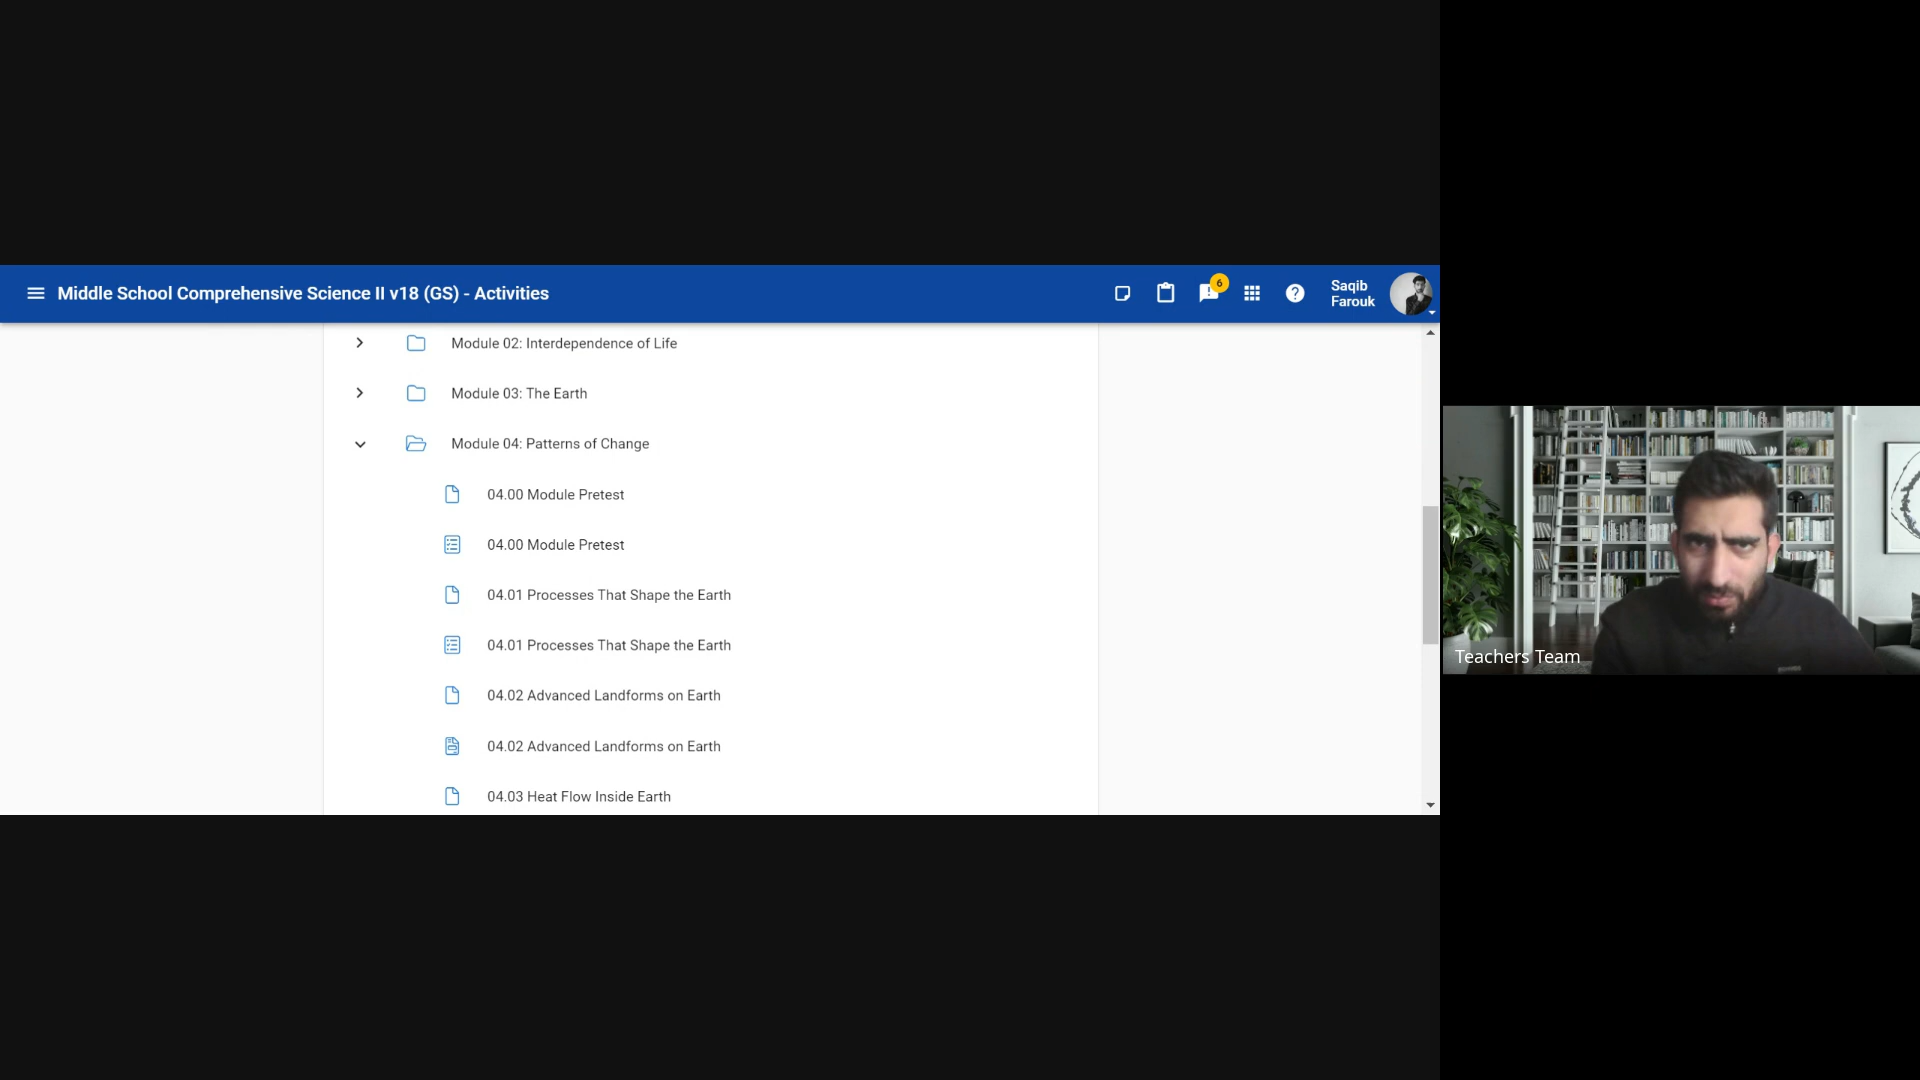 Middle School Comprehensive Science II v18 (GS) - Activities
6
Saqib
Farouk
Module 02: Interdependence of Life
Module 03: The Earth
Module 04: Patterns of Change
04.00 Module Pretest
04.00 Module Pretest
04.01 Processes That Shape the Earth
04.01 Processes That Shape the Earth
04.02 Advanced Landforms on Earth
04.02 Advanced Landforms on Earth
04.03 Heat Flow Inside Earth
Teachers Team